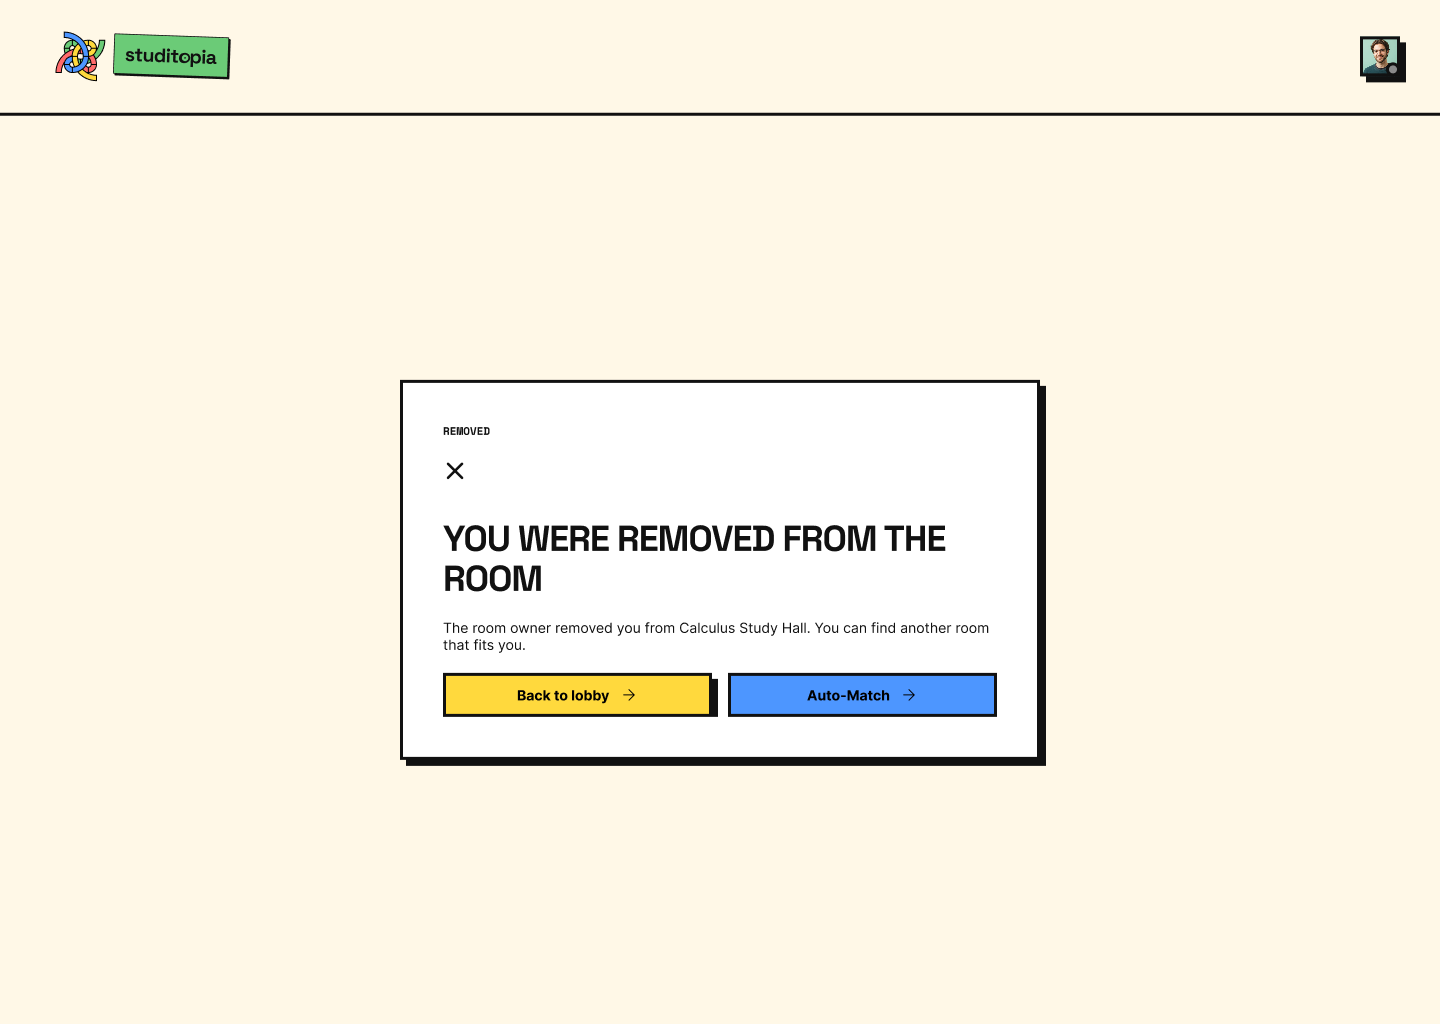 studitopia
REMOVED
YOU WERE REMOVED FROM THE
ROOM
The room owner removed you from Calculus Study Hall. You can find another room
that fits you.
Back to lobby
Auto-Match